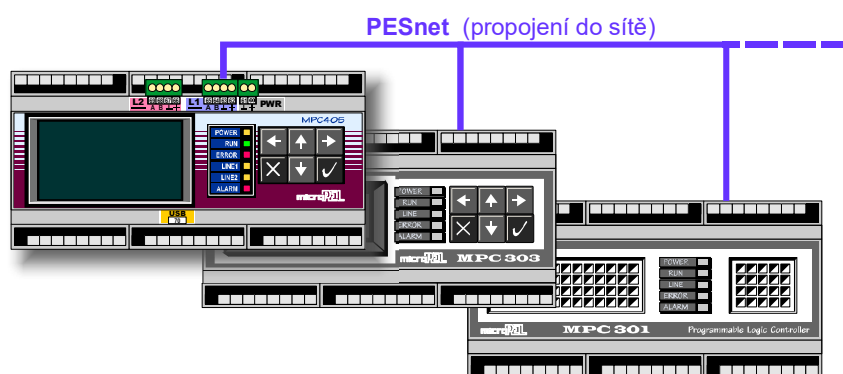 PESnet (propojení do sítě)
L2 L1 PWR
A B A B
MPC405
POWER
RUN
ERROR
LINE1
LINE2
ALARM
microPEL
USB
70
POWER
RUN
LINE
ERROR
ALARM
microPEL MPC 303
POWER
RUN
LINE
ERROR
ALARM
microPEL MPC 301 Programmable Logic Controller